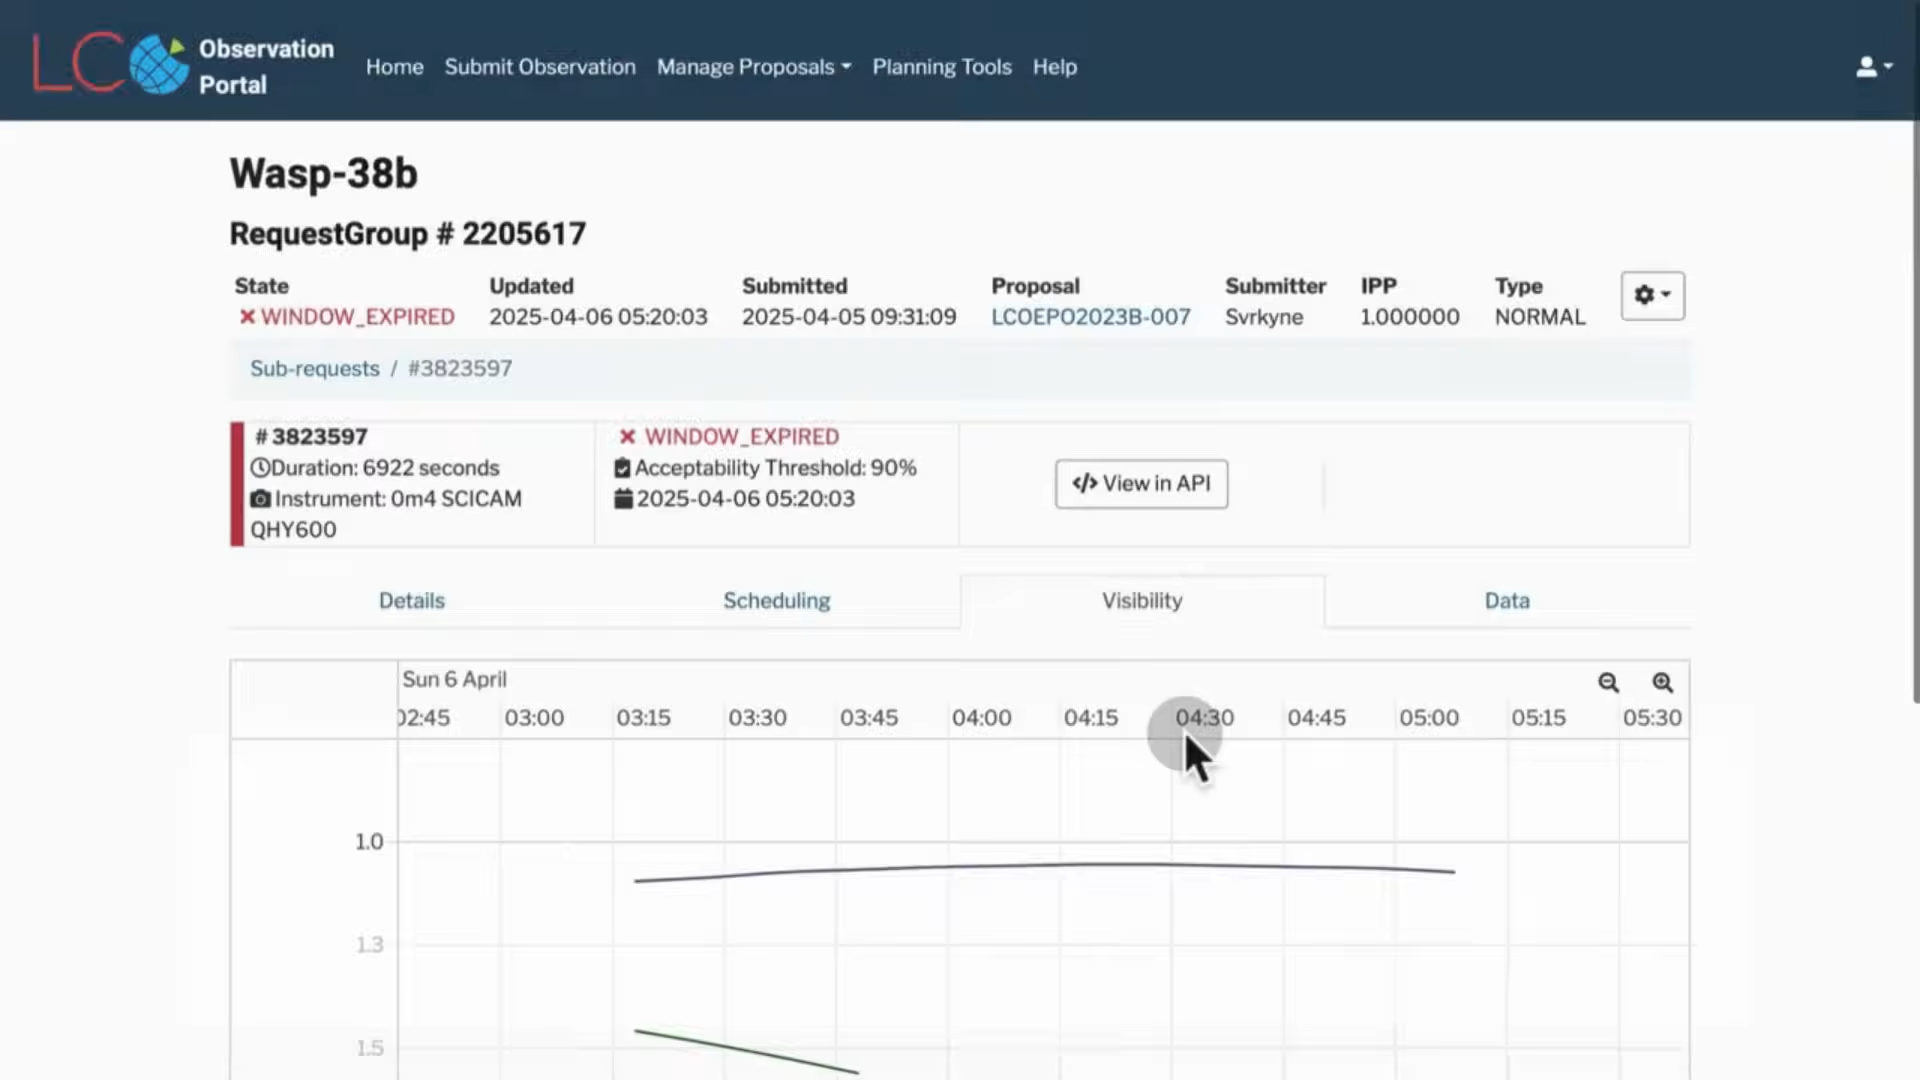 LC Observation Portal Home Submit Observation Manage Proposals Planning Tools Help
Wasp-38b
RequestGroup # 2205617
State Updated Submitted Proposal Submitter IPP Type
WINDOW_EXPIRED 2025-04-06 05:20:03 2025-04-05 09:31:09 LCOEPO2023B-007 Svrkyne 1.000000 NORMAL
Sub-requests / #3823597
# 3823597
Duration: 6922 seconds
Instrument: 0m4 SCICAM
QHY600
WINDOW_EXPIRED
Acceptability Threshold: 90%
2025-04-06 05:20:03
</> View in API
Details Scheduling Visibility Data
Sun 6 April
02:45 03:00 03:15 03:30 03:45 04:00 04:15 04:30 04:45 05:00 05:15 05:30
1.0
1.3
1.5